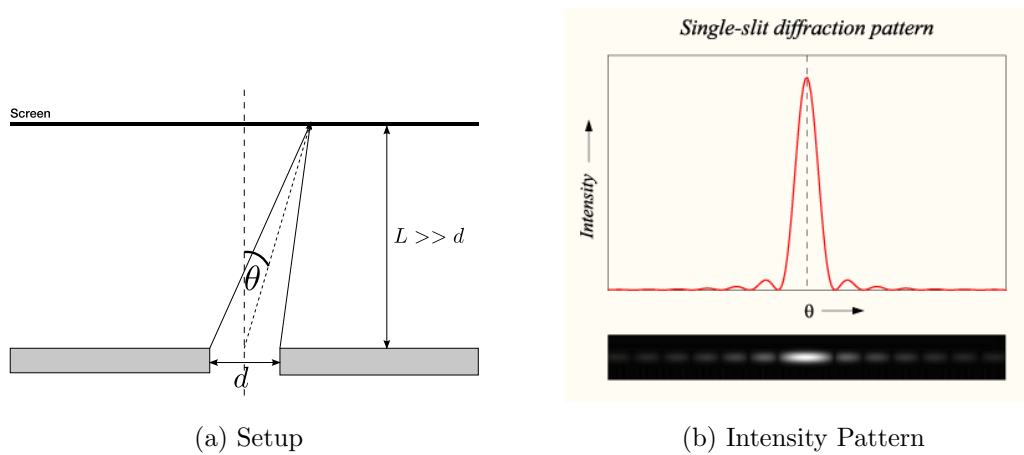 Screen
θ
L >> d
d
(a) Setup
Single-slit diffraction pattern
Intensity
θ
(b) Intensity Pattern